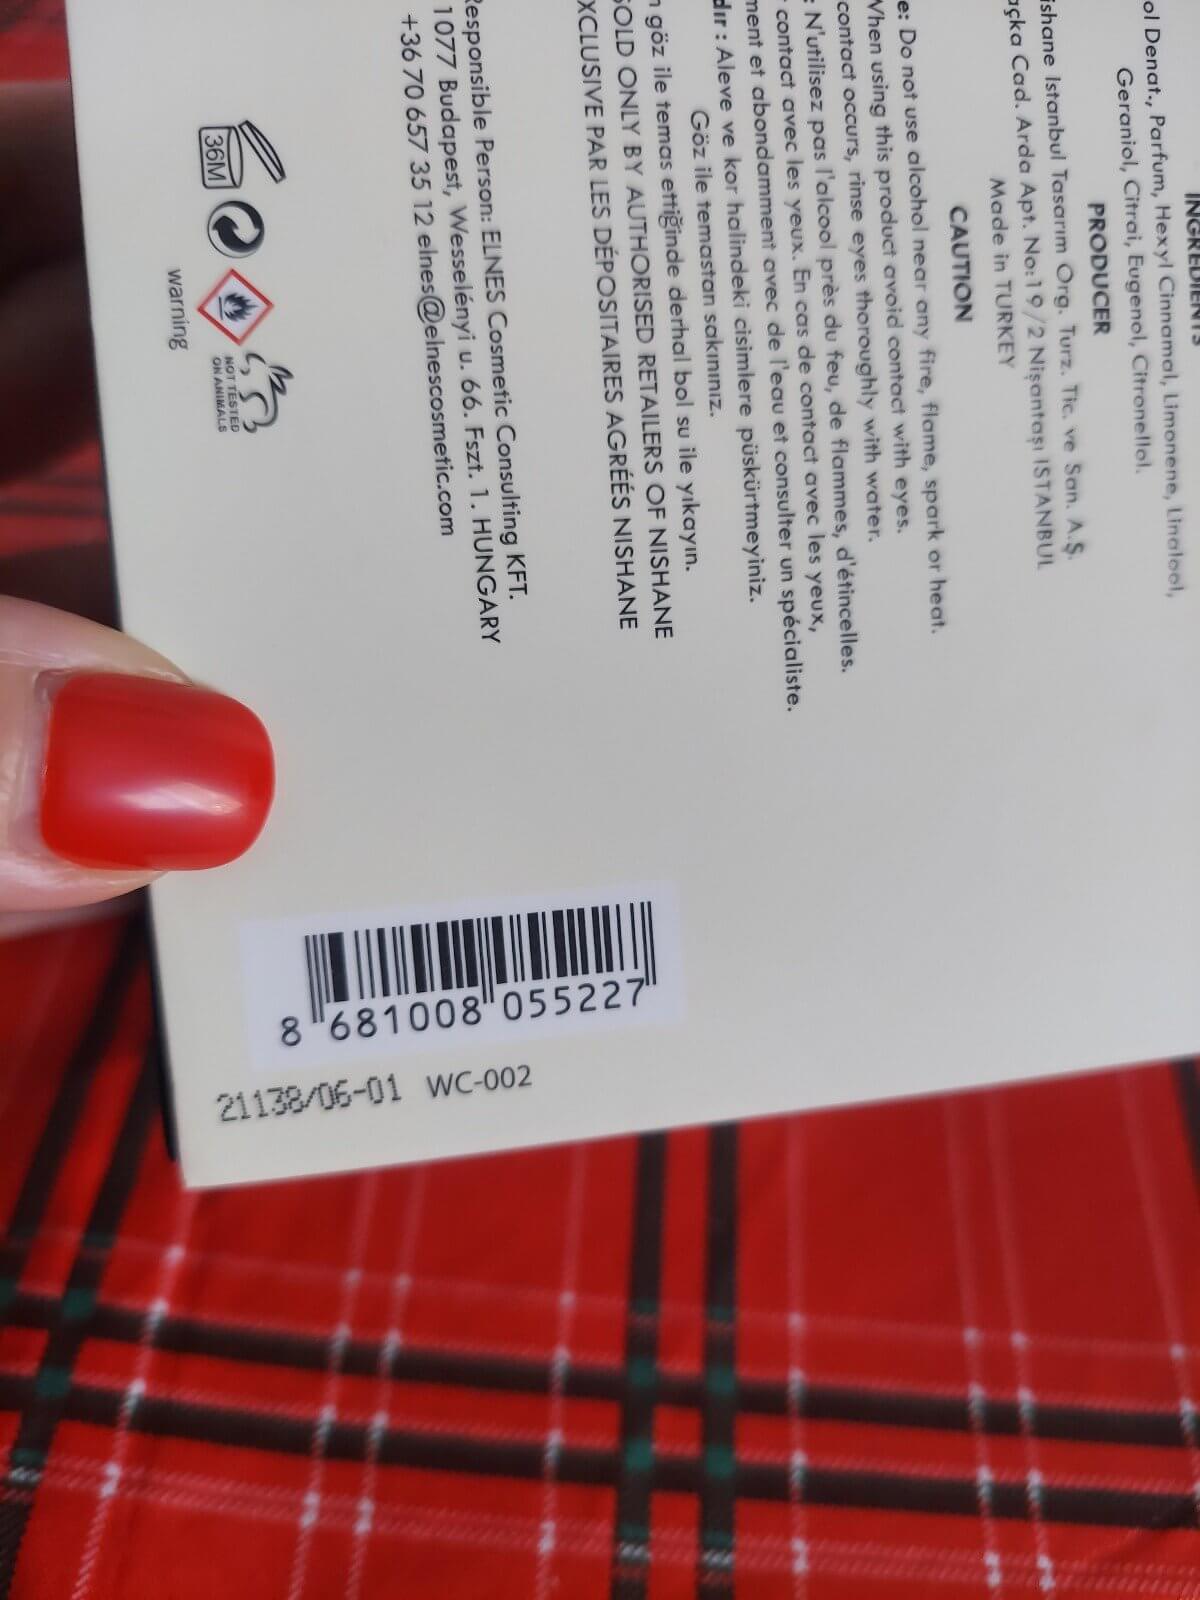 INGREDIENTS
Denat., Parfum, Hexyl Cinnamal, Limonene, Linalool,
Geraniol, Citral, Eugenol, Citronellol.
PRODUCER
ishane Istanbul Tasarım Org. Turz. Tic. ve San. A.Ş.
açka Cad. Arda Apt. No:19/2 Nişantaşı ISTANBUL
Made in TURKEY
CAUTION
e: Do not use alcohol near any fire, flame, spark or heat.
When using this product avoid contact with eyes.
contact occurs, rinse eyes thoroughly with water.
: N'utilisez pas l'alcool près du feu, de flammes, d'étincelles.
contact avec les yeux. En cas de contact avec les yeux,
ment et abondamment avec de l'eau et consulter un spécialiste.
dır : Aleve ve kor halindeki cisimlere püskürtmeyiniz.
Göz ile temastan sakınınız.
n göz ile temas ettiğinde derhal bol su ile yıkayın.
SOLD ONLY BY AUTHORISED RETAILERS OF NISHANE
XCLUSIVE PAR LES DÉPOSITAIRES AGRÉÉS NISHANE
Responsible Person: ELNES Cosmetic Consulting KFT.
1077 Budapest, Wesselényi u. 66. Fszt. 1. HUNGARY
+36 70 657 35 12 elnes@elnescosmetic.com
36M
NOT TESTED
ON ANIMALS
warning
8 681008 055227
21138/06-01 WC-002